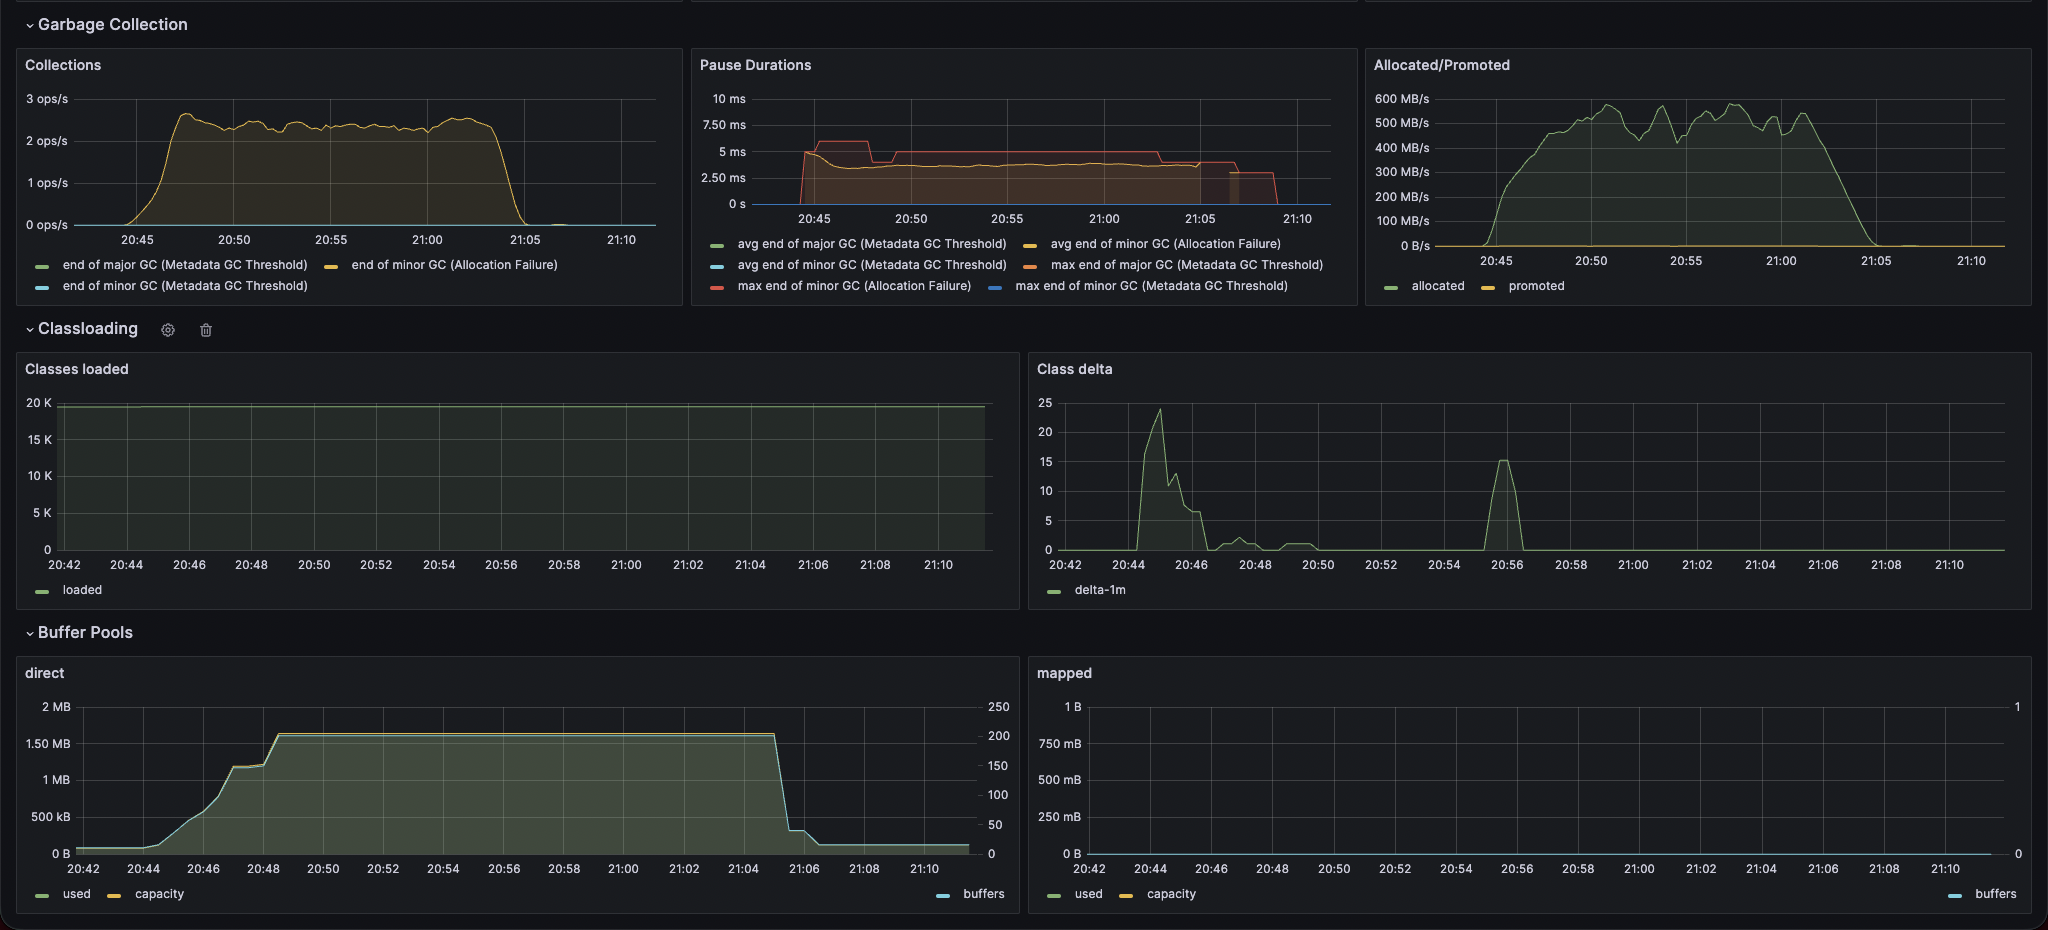 Garbage Collection
Collections
3 ops/s
2 ops/s
1 ops/s
0 ops/s
20:45 20:50 20:55 21:00 21:05 21:10
end of major GC (Metadata GC Threshold) end of minor GC (Allocation Failure)
end of minor GC (Metadata GC Threshold)
Pause Durations
10 ms
7.50 ms
5 ms
2.50 ms
0 s
20:45 20:50 20:55 21:00 21:05 21:10
avg end of major GC (Metadata GC Threshold) avg end of minor GC (Allocation Failure)
avg end of minor GC (Metadata GC Threshold) max end of major GC (Metadata GC Threshold)
max end of minor GC (Allocation Failure) max end of minor GC (Metadata GC Threshold)
Allocated/Promoted
600 MB/s
500 MB/s
400 MB/s
300 MB/s
200 MB/s
100 MB/s
0 B/s
20:45 20:50 20:55 21:00 21:05 21:10
allocated promoted
Classloading
Classes loaded
20 K
15 K
10 K
5 K
0
20:42 20:44 20:46 20:48 20:50 20:52 20:54 20:56 20:58 21:00 21:02 21:04 21:06 21:08 21:10
loaded
Class delta
25
20
15
10
5
0
20:42 20:44 20:46 20:48 20:50 20:52 20:54 20:56 20:58 21:00 21:02 21:04 21:06 21:08 21:10
delta-1m
Buffer Pools
direct
2 MB 250
1.50 MB 200
150
1 MB
100
500 kB
50
0 B 0
20:42 20:44 20:46 20:48 20:50 20:52 20:54 20:56 20:58 21:00 21:02 21:04 21:06 21:08 21:10
used capacity buffers
mapped
1 B 1
750 mB
500 mB
250 mB
0 B 0
20:42 20:44 20:46 20:48 20:50 20:52 20:54 20:56 20:58 21:00 21:02 21:04 21:06 21:08 21:10
used capacity buffers